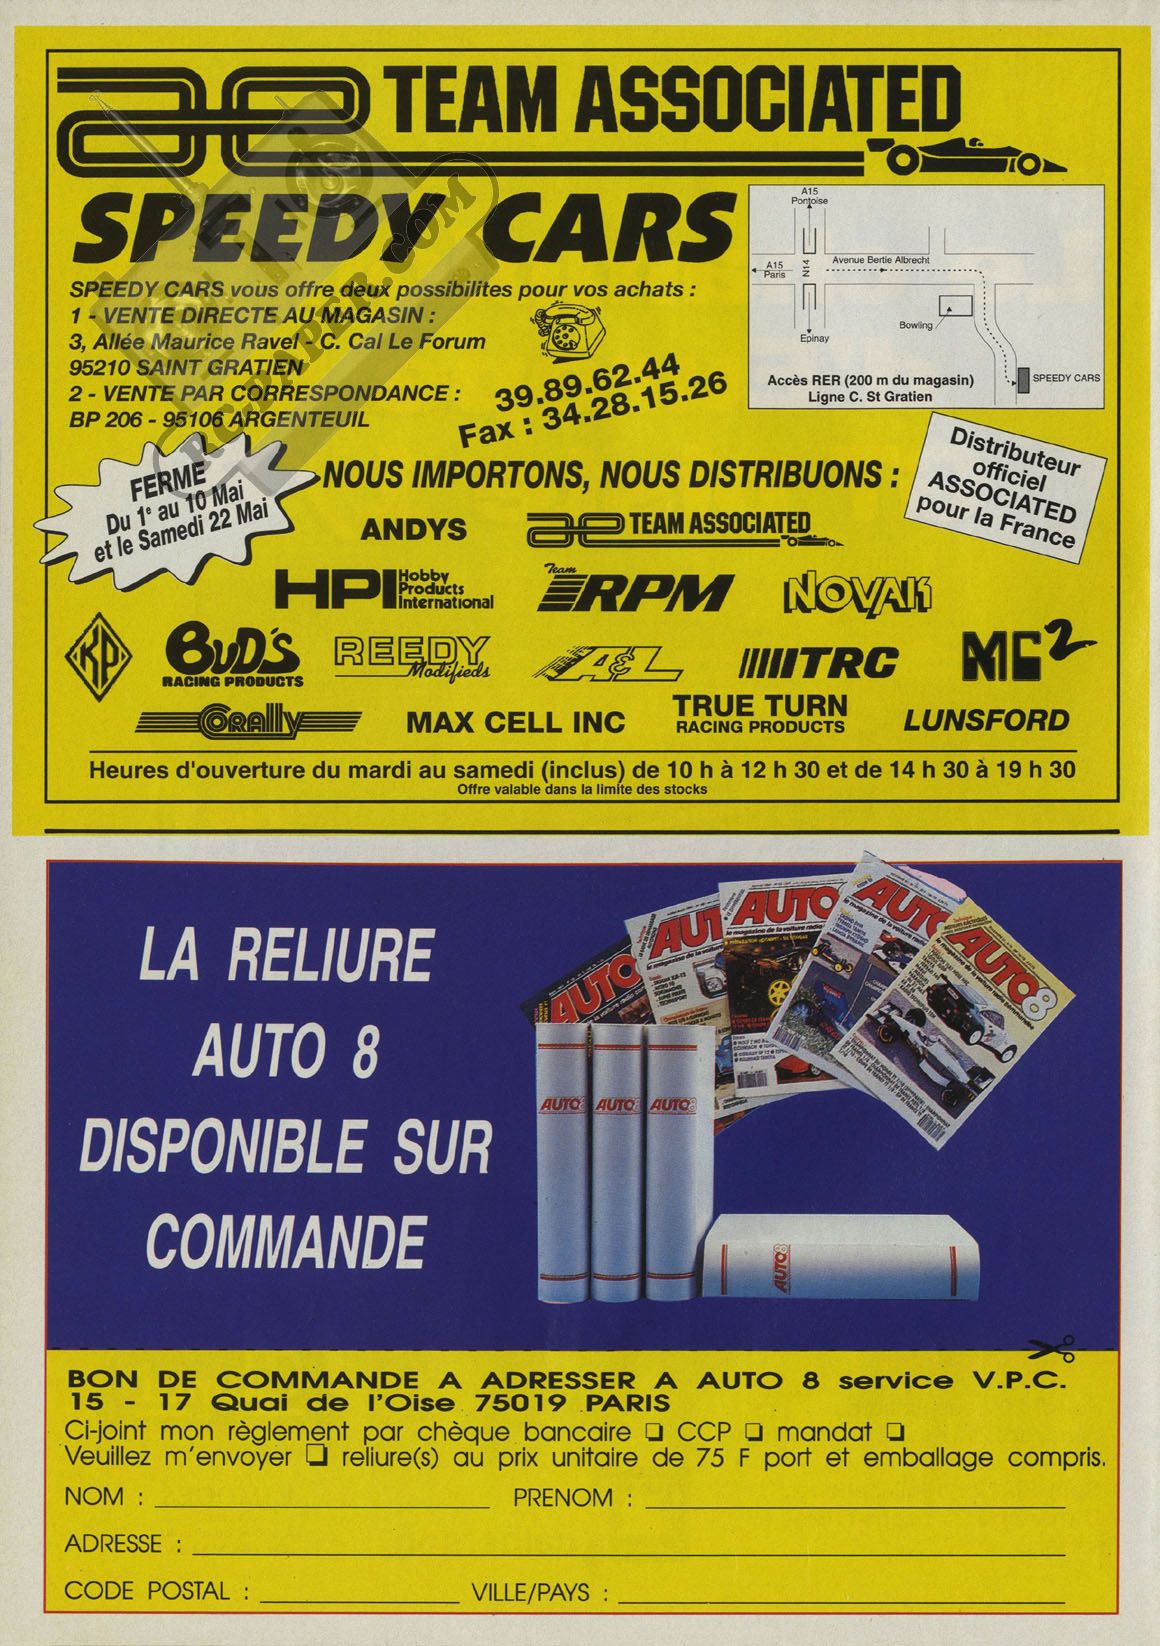 TEAM ASSOCIATED
SPEEDY CARS
SPEEDY CARS vous offre deux possibilites pour vos achats :
1 - VENTE DIRECTE AU MAGASIN :
3, Allée Maurice Ravel - C. Cal Le Forum
95210 SAINT GRATIEN
2 - VENTE PAR CORRESPONDANCE :
BP 206 - 95106 ARGENTEUIL
39.89.62.44
Fax : 34.28.15.26
A15
Pontoise
A15
Paris
N14
Avenue Bertie Albrecht
Bowling
Epinay
SPEEDY CARS
Accès RER (200 m du magasin)
Ligne C. St Gratien
RC-PAPER.COM
FERME
Du 1e au 10 Mai
et le Samedi 22 Mai
NOUS IMPORTONS, NOUS DISTRIBUONS :
Distributeur
officiel
ASSOCIATED
pour la France
ANDYS
TEAM ASSOCIATED
HPI Hobby
Products
International
Team
RPM
NOVAK
KP
BUD'S
RACING PRODUCTS
REEDY
Modifieds
A&L
TRC
MC2
CORAlly
MAX CELL INC
TRUE TURN
RACING PRODUCTS
LUNSFORD
Heures d'ouverture du mardi au samedi (inclus) de 10 h à 12 h 30 et de 14 h 30 à 19 h 30
Offre valable dans la limite des stocks
LA RELIURE
AUTO 8
DISPONIBLE SUR
COMMANDE
AUTO8
AUTO8
AUTO8
AUTO8
AUTO8
BON DE COMMANDE A ADRESSER A AUTO 8 service V.P.C.
15 - 17 Quai de l'Oise 75019 PARIS
Ci-joint mon règlement par chèque bancaire ❏ CCP ❏ mandat ❏
Veuillez m'envoyer ❏ reliure(s) au prix unitaire de 75 F port et emballage compris.
NOM : PRENOM :
ADRESSE :
CODE POSTAL : VILLE/PAYS :